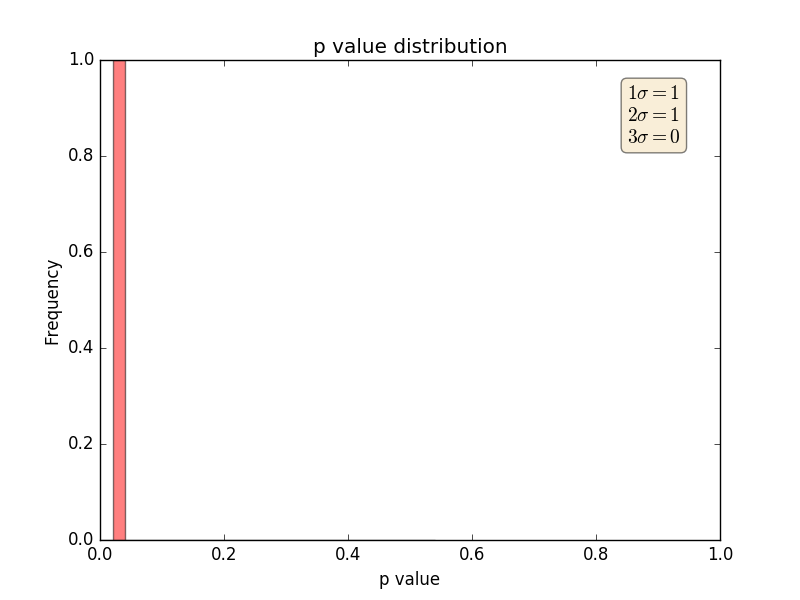 p value distribution
1σ = 1
2σ = 1
3σ = 0
1.0
0.8
0.6
0.4
0.2
0.0
Frequency
0.0 0.2 0.4 0.6 0.8 1.0
p value